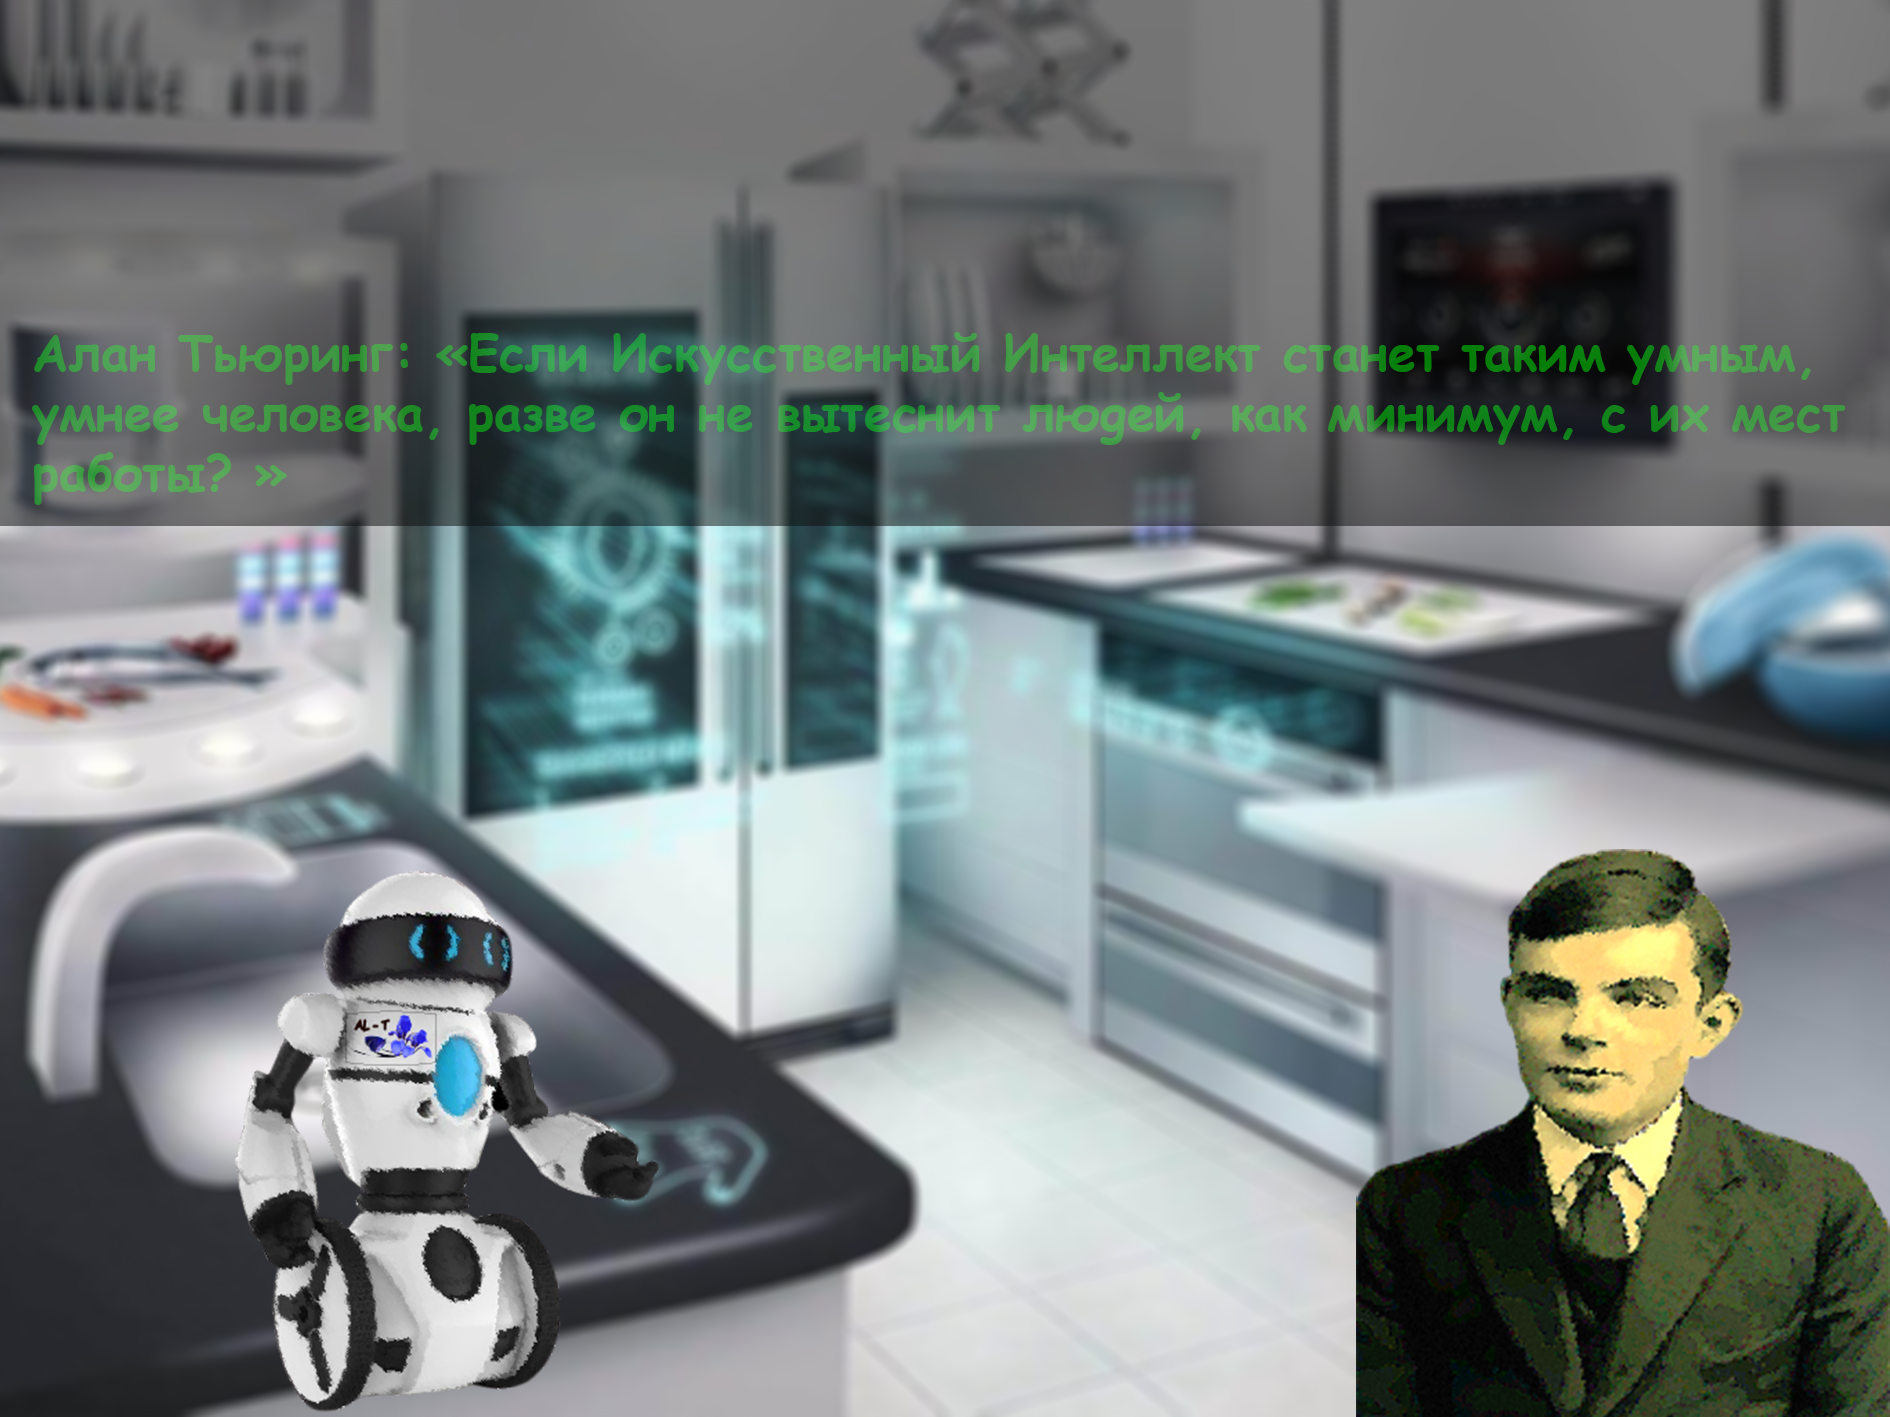 Алан Тьюринг: «Если Искусственный Интеллект станет таким умным,
умнее человека, разве он не вытеснит людей, как минимум, с их мест
работы? »
AL-T